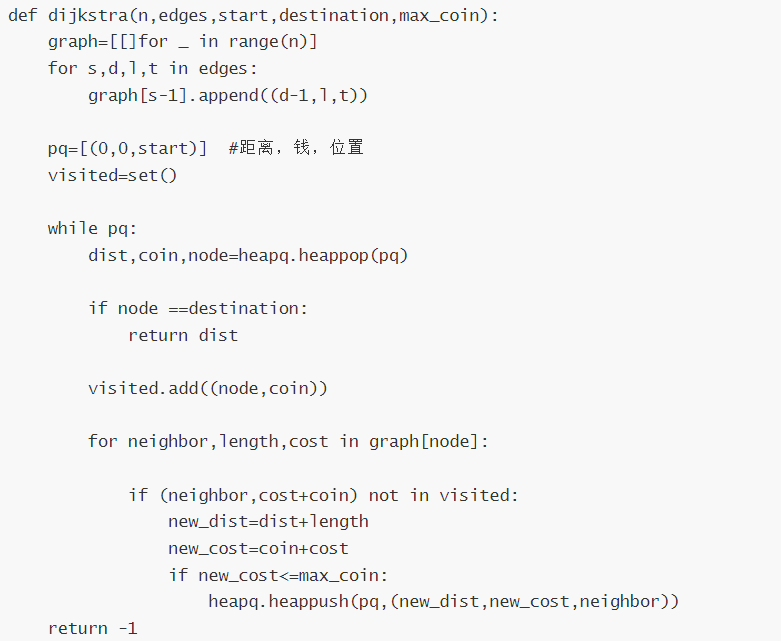 def dijkstra(n,edges,start,destination,max_coin):
    graph=[[]for _ in range(n)]
    for s,d,l,t in edges:
        graph[s-1].append((d-1,l,t))

    pq=[(0,0,start)]  #距离，钱，位置
    visited=set()

    while pq:
        dist,coin,node=heapq.heappop(pq)

        if node ==destination:
            return dist

        visited.add((node,coin))

        for neighbor,length,cost in graph[node]:

            if (neighbor,cost+coin) not in visited:
                new_dist=dist+length
                new_cost=coin+cost
                if new_cost<=max_coin:
                    heapq.heappush(pq,(new_dist,new_cost,neighbor))
    return -1